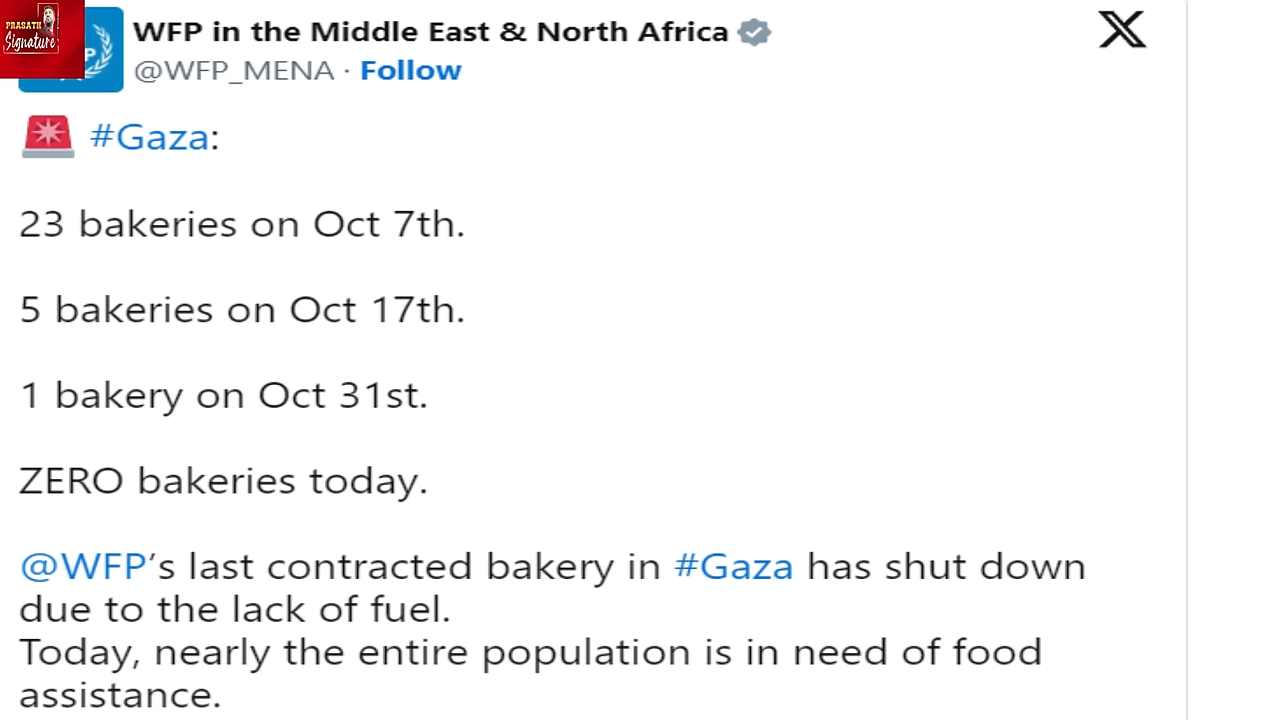 PRASATH
Signature
P
WFP in the Middle East & North Africa
@WFP_MENA · Follow
#Gaza:
23 bakeries on Oct 7th.
5 bakeries on Oct 17th.
1 bakery on Oct 31st.
ZERO bakeries today.
@WFP’s last contracted bakery in #Gaza has shut down
due to the lack of fuel.
Today, nearly the entire population is in need of food
assistance.